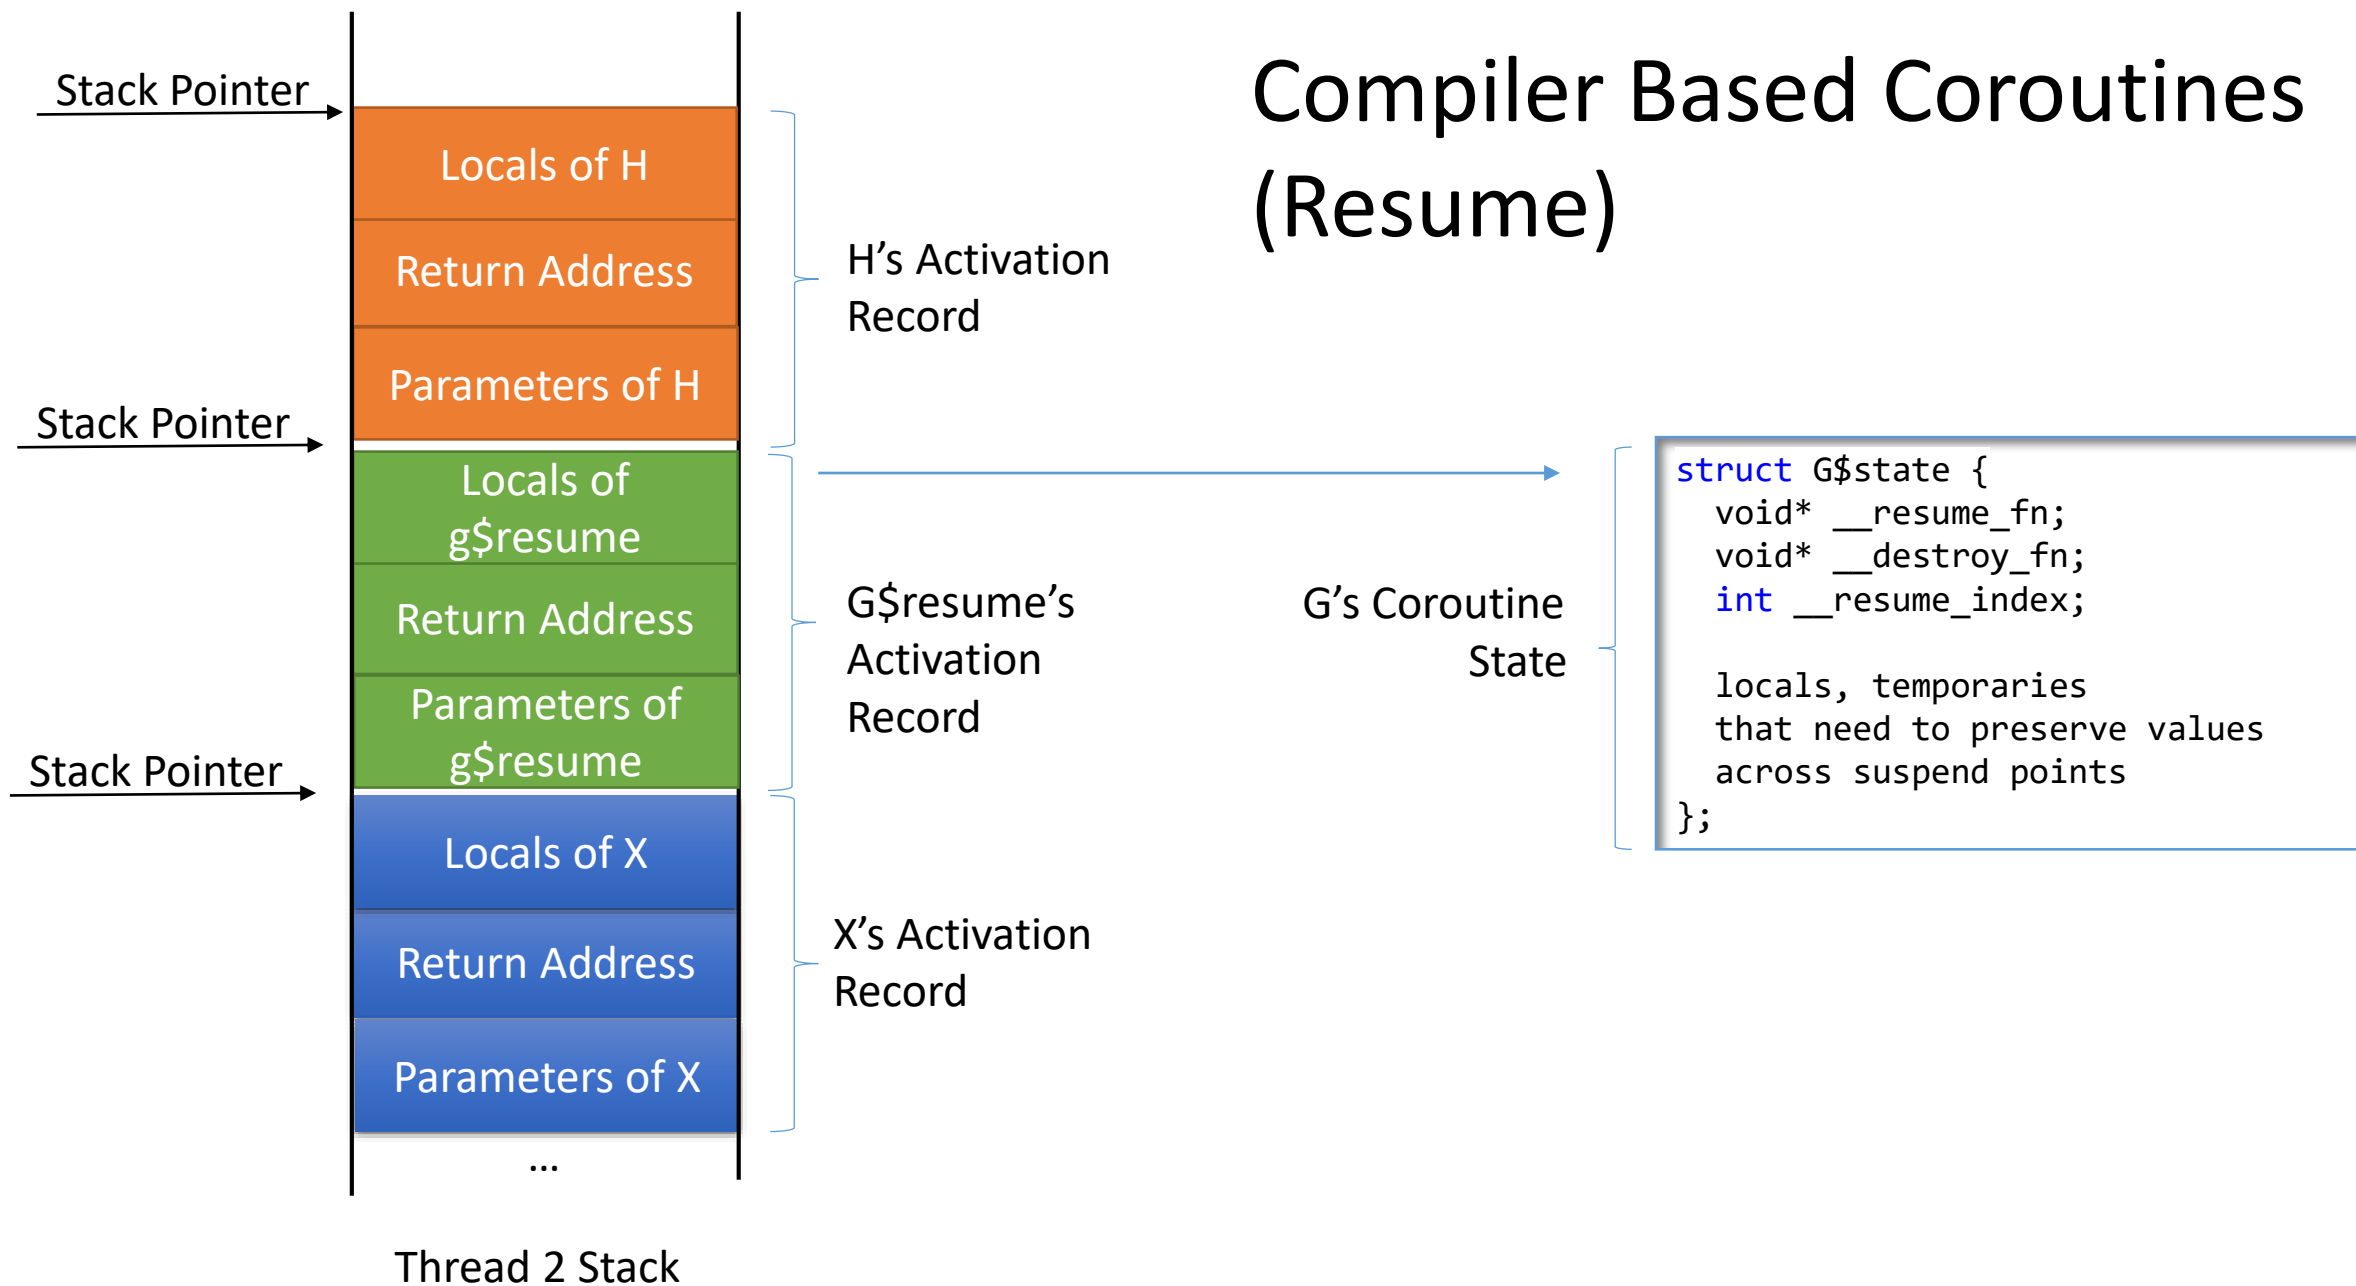 Compiler Based Coroutines
(Resume)
Stack Pointer
Locals of H
Return Address
Parameters of H
H’s Activation
Record
Stack Pointer
Locals of
g$resume
Return Address
Parameters of
g$resume
G$resume’s
Activation
Record
Stack Pointer
Locals of X
Return Address
Parameters of X
X’s Activation
Record
...
Thread 2 Stack
G’s Coroutine
State
struct G$state {
  void* __resume_fn;
  void* __destroy_fn;
  int __resume_index;
  locals, temporaries
  that need to preserve values
  across suspend points
};